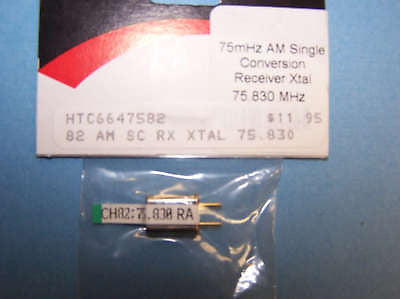 75mHz AM Single
Conversion
Receiver Xtal
75.830 MHz
HTC6647582 $11.95
82 AM SC RX XTAL 75.830
CH82:75.830 RA